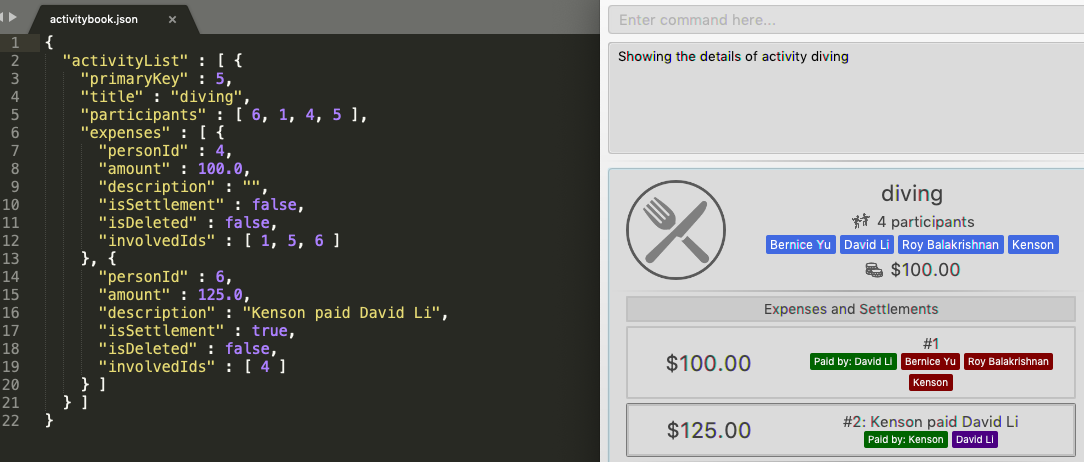 activitybook.json ×
1 {
2 "activityList" : [ {
3 "primaryKey" : 5,
4 "title" : "diving",
5 "participants" : [ 6, 1, 4, 5 ],
6 "expenses" : [ {
7 "personId" : 4,
8 "amount" : 100.0,
9 "description" : "",
10 "isSettlement" : false,
11 "isDeleted" : false,
12 "involvedIds" : [ 1, 5, 6 ]
13 }, {
14 "personId" : 6,
15 "amount" : 125.0,
16 "description" : "Kenson paid David Li",
17 "isSettlement" : true,
18 "isDeleted" : false,
19 "involvedIds" : [ 4 ]
20 } ]
21 } ]
22 }
Enter command here...
Showing the details of activity diving
diving
4 participants
Bernice Yu David Li Roy Balakrishnan Kenson
$100.00
Expenses and Settlements
#1
$100.00 Paid by: David Li Bernice Yu Roy Balakrishnan
Kenson
#2: Kenson paid David Li
$125.00
Paid by: Kenson David Li